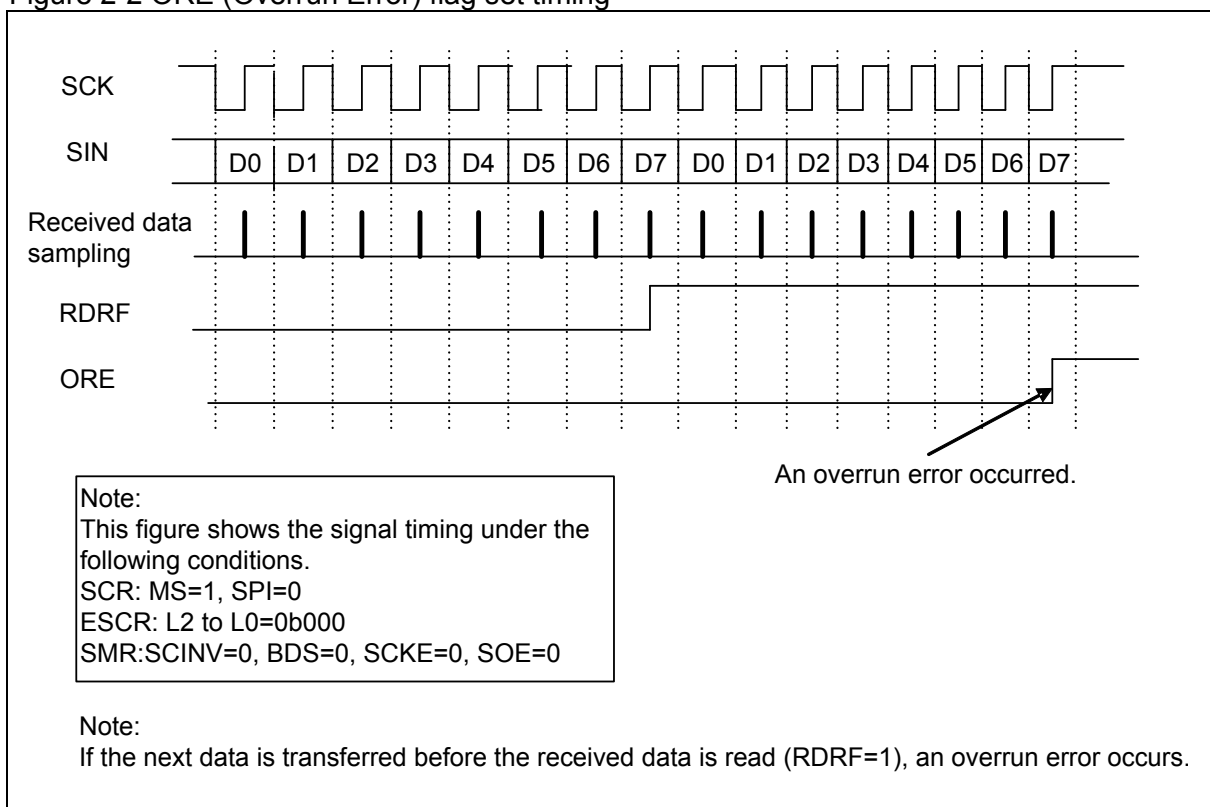 Figure 2-2 ORE (Overrun Error) flag set timing
SCK
SIN
D0 D1 D2 D3 D4 D5 D6 D7 D0 D1 D2 D3 D4 D5 D6 D7
Received data
sampling
RDRF
ORE
An overrun error occurred.
Note:
This figure shows the signal timing under the
following conditions.
SCR: MS=1, SPI=0
ESCR: L2 to L0=0b000
SMR:SCINV=0, BDS=0, SCKE=0, SOE=0
Note:
If the next data is transferred before the received data is read (RDRF=1), an overrun error occurs.